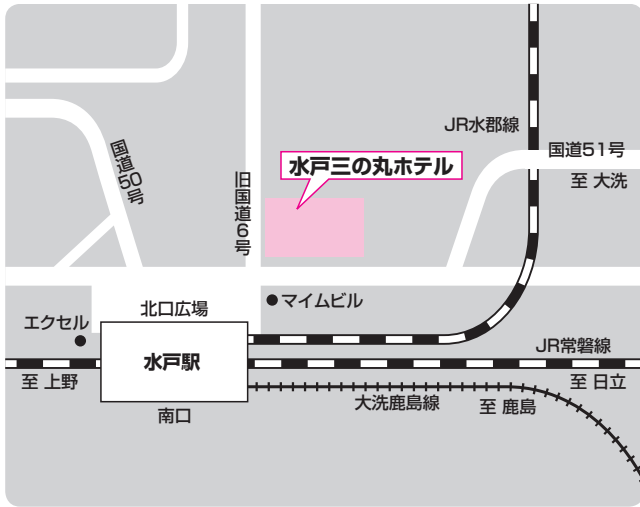 JR水郡線
国道51号
至 大洗
国道50号
水戸三の丸ホテル
旧国道6号
マイムビル
北口広場
エクセル
水戸駅
JR常磐線
至 上野
至 日立
大洗鹿島線
至 鹿島
南口